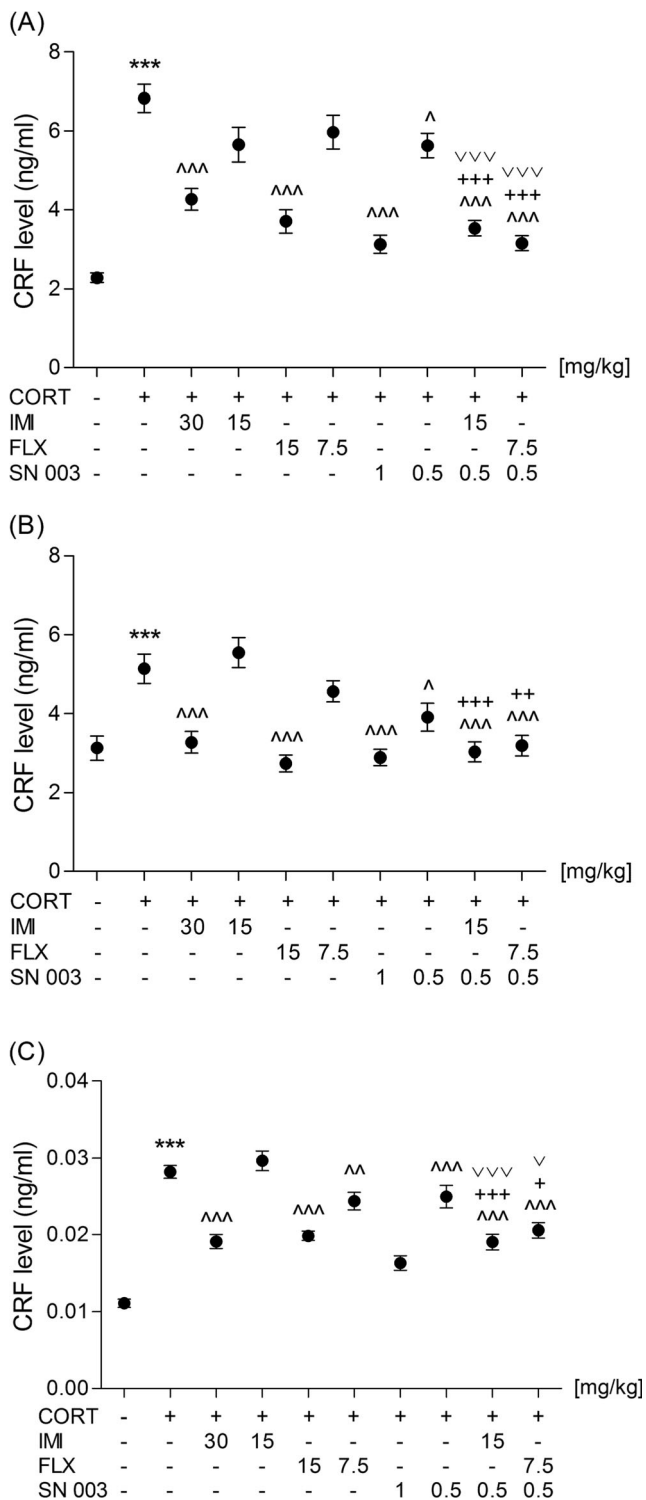 (A)
CRF level (ng/ml)
8
6
4
2
0
***
^^^
^^^
^^^
^
∨∨∨
+++
^^^
∨∨∨
+++
^^^
[mg/kg]
CORT - + + + + + + + + +
IMI - - 30 15 - - - - 15 -
FLX - - - - 15 7.5 - - - 7.5
SN 003 - - - - - - 1 0.5 0.5 0.5
(B)
CRF level (ng/ml)
8
6
4
2
0
***
^^^
^^^
^^^
^
+++
^^^
++
^^^
[mg/kg]
CORT - + + + + + + + + +
IMI - - 30 15 - - - - 15 -
FLX - - - - 15 7.5 - - - 7.5
SN 003 - - - - - - 1 0.5 0.5 0.5
(C)
CRF level (ng/ml)
0.04
0.03
0.02
0.01
0.00
***
^^^
^^^
^^
^^^
∨∨∨
+++
^^^
∨
+
^^^
[mg/kg]
CORT - + + + + + + + + +
IMI - - 30 15 - - - - 15 -
FLX - - - - 15 7.5 - - - 7.5
SN 003 - - - - - - 1 0.5 0.5 0.5